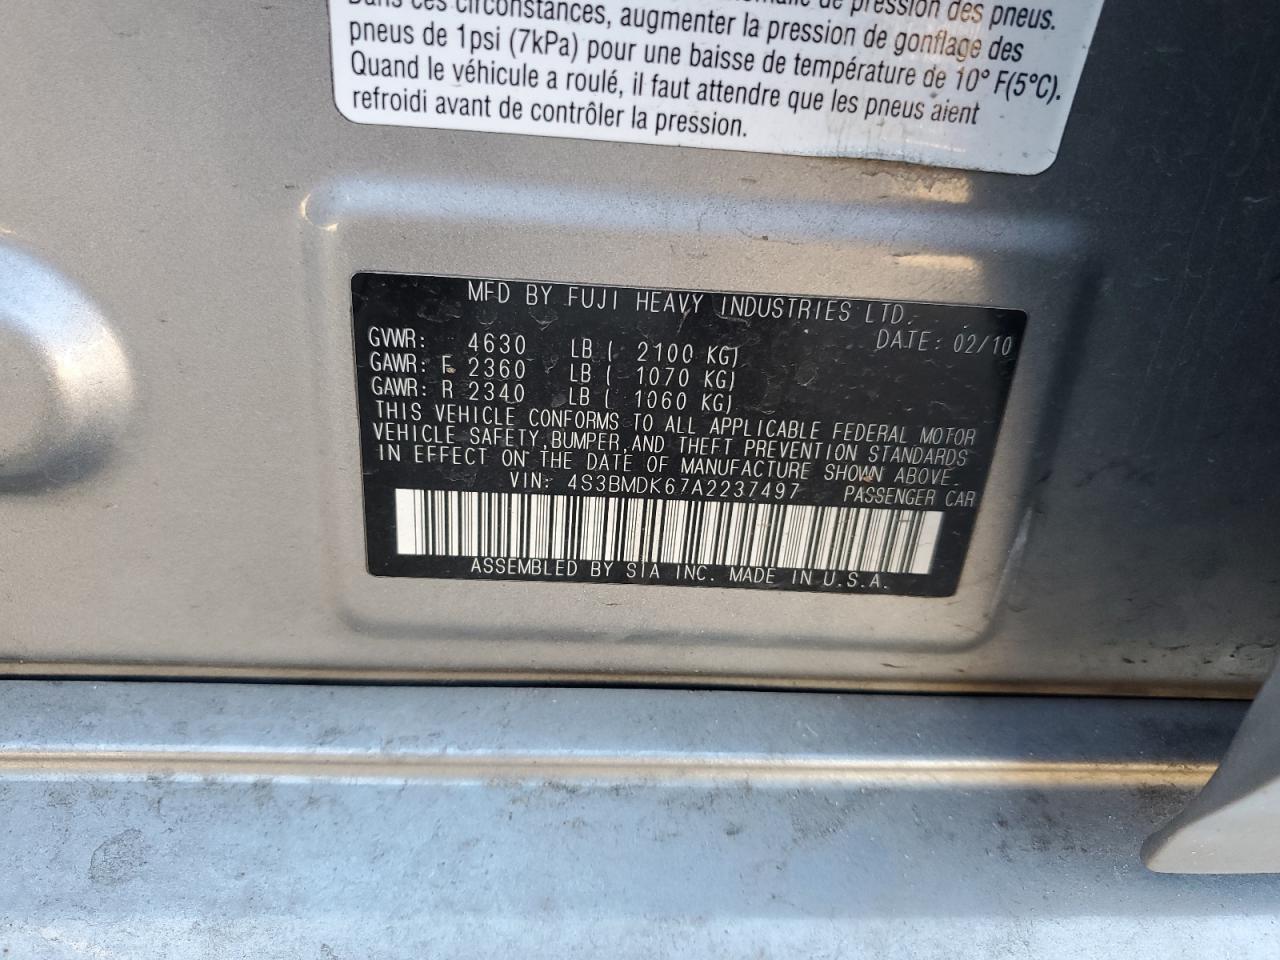 de pression des pneus.
Dans ces circonstances, augmenter la pression de gonflage des
pneus de 1psi (7kPa) pour une baisse de température de 10° F(5°C).
Quand le véhicule a roulé, il faut attendre que les pneus aient
refroidi avant de contrôler la pression.
MFD BY FUJI HEAVY INDUSTRIES LTD.
DATE: 02/10
GVWR: 4630 LB ( 2100 KG)
GAWR: F 2360 LB ( 1070 KG)
GAWR: R 2340 LB ( 1060 KG)
THIS VEHICLE CONFORMS TO ALL APPLICABLE FEDERAL MOTOR
VEHICLE SAFETY,BUMPER,AND THEFT PREVENTION STANDARDS
IN EFFECT ON THE DATE OF MANUFACTURE SHOWN ABOVE.
VIN: 4S3BMDK67A2237497 PASSENGER CAR
ASSEMBLED BY SIA INC. MADE IN U.S.A.